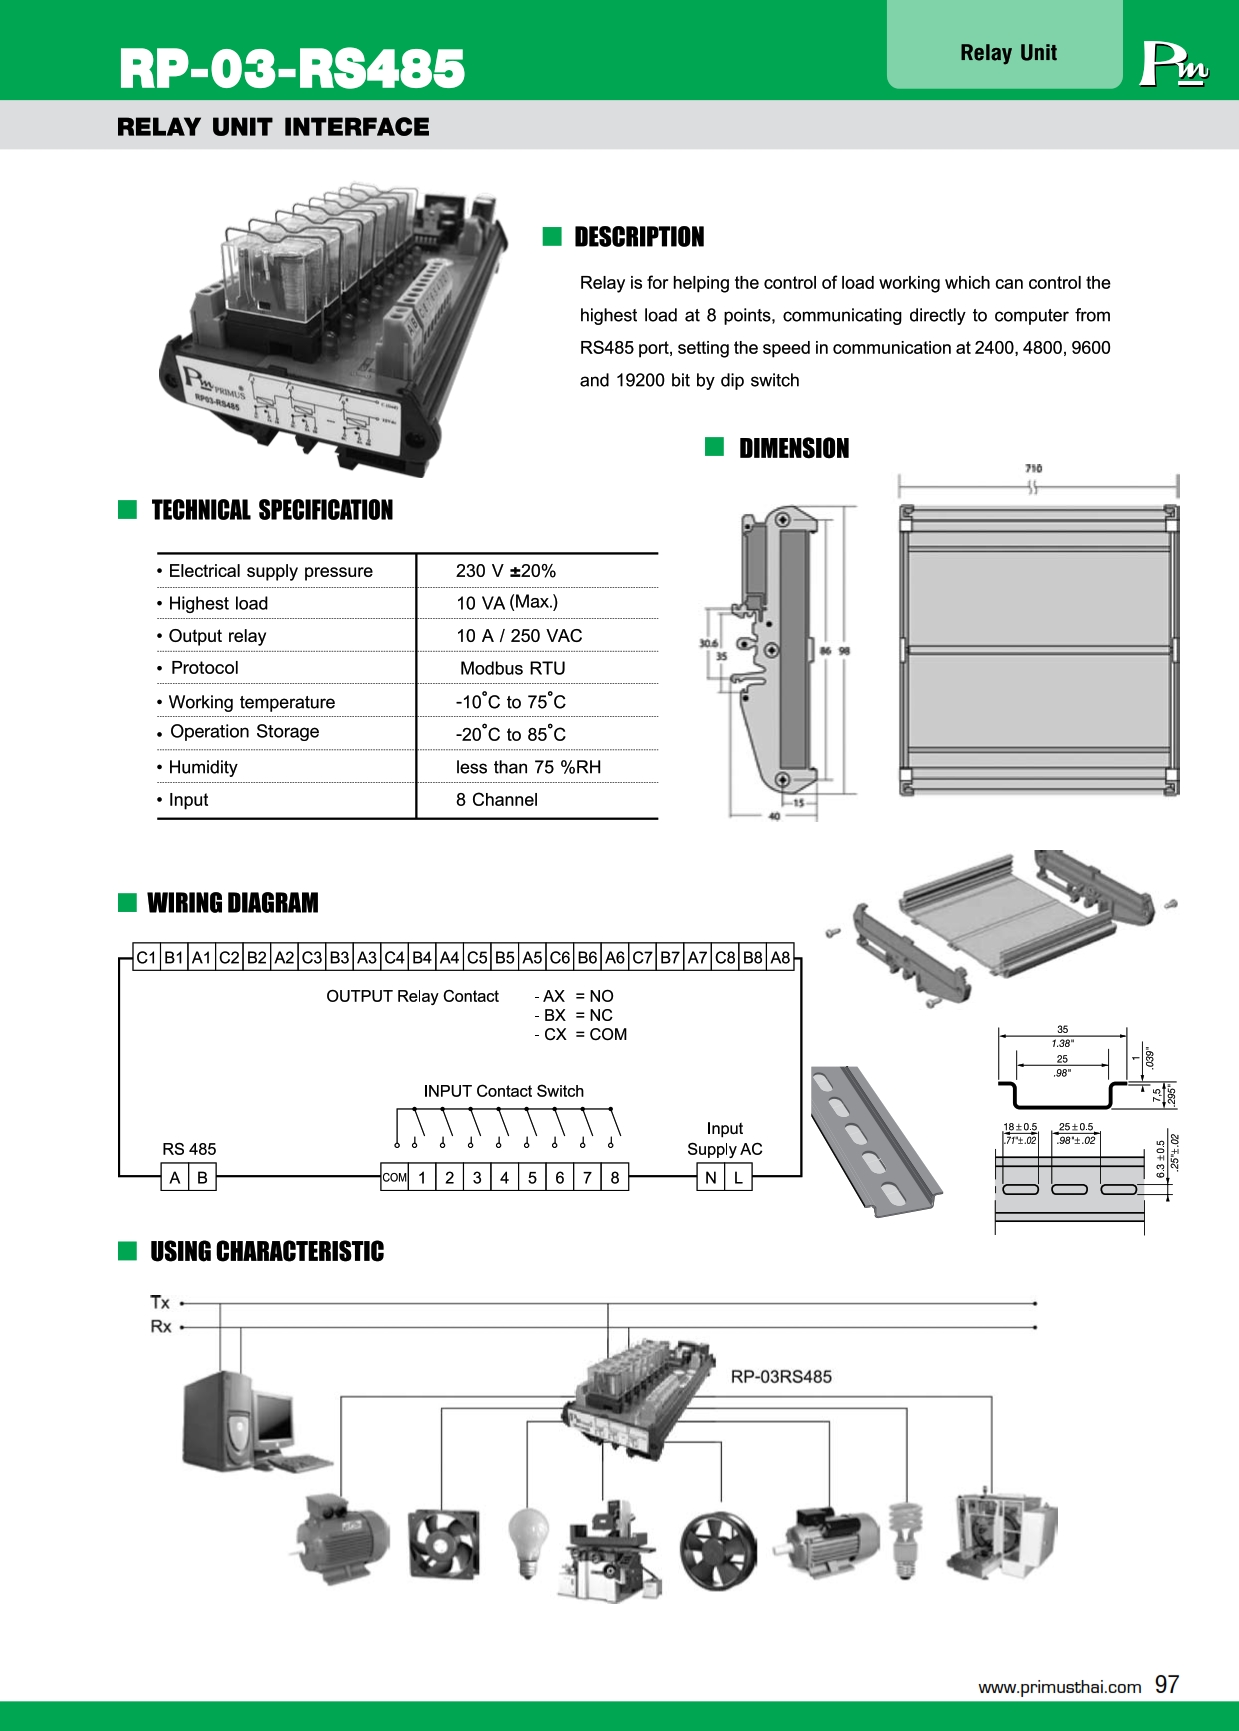 RP-03-RS485
Relay Unit
Pm
RELAY UNIT INTERFACE
DESCRIPTION
Relay is for helping the control of load working which can control the
highest load at 8 points, communicating directly to computer from
RS485 port, setting the speed in communication at 2400, 4800, 9600
and 19200 bit by dip switch
Pm PRIMUS ®
RP03-RS485
DIMENSION
710
30.6
35
86
98
15
40
TECHNICAL SPECIFICATION
• Electrical supply pressure 230 V ±20%
• Highest load 10 VA (Max.)
• Output relay 10 A / 250 VAC
• Protocol Modbus RTU
• Working temperature -10°C to 75°C
• Operation Storage -20°C to 85°C
• Humidity less than 75 %RH
• Input 8 Channel
WIRING DIAGRAM
C1 B1 A1 C2 B2 A2 C3 B3 A3 C4 B4 A4 C5 B5 A5 C6 B6 A6 C7 B7 A7 C8 B8 A8
OUTPUT Relay Contact - AX = NO
- BX = NC
- CX = COM
INPUT Contact Switch
RS 485
A B
COM 1 2 3 4 5 6 7 8
Input
Supply AC
N L
35
1.38"
25
.98"
1
.039"
7,5
.295"
18±0.5
.71"±.02
25±0.5
.98"±.02
6.3±0.5
.25"±.02
USING CHARACTERISTIC
Tx
Rx
RP-03RS485
www.primusthai.com 97